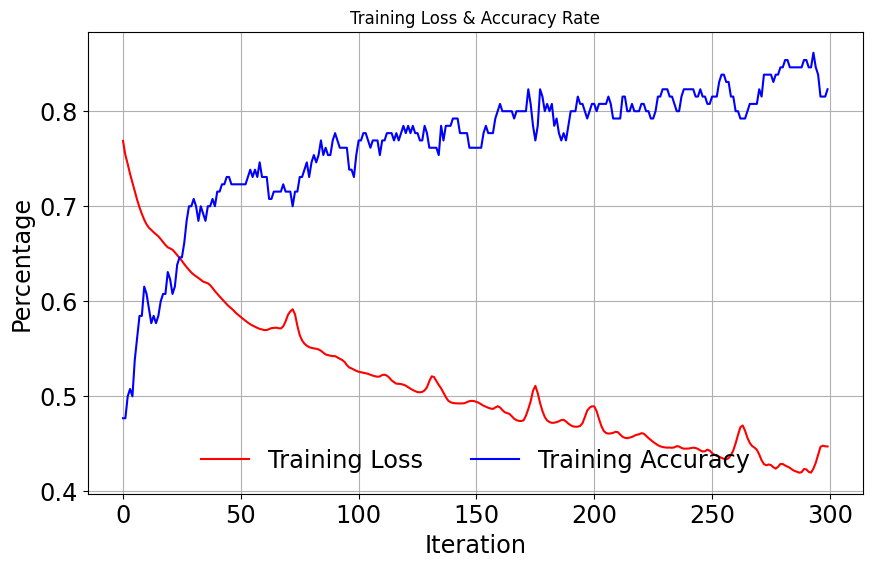 Training Loss & Accuracy Rate
Percentage
0.8
0.7
0.6
0.5
0.4
Training Loss Training Accuracy
0 50 100 150 200 250 300
Iteration